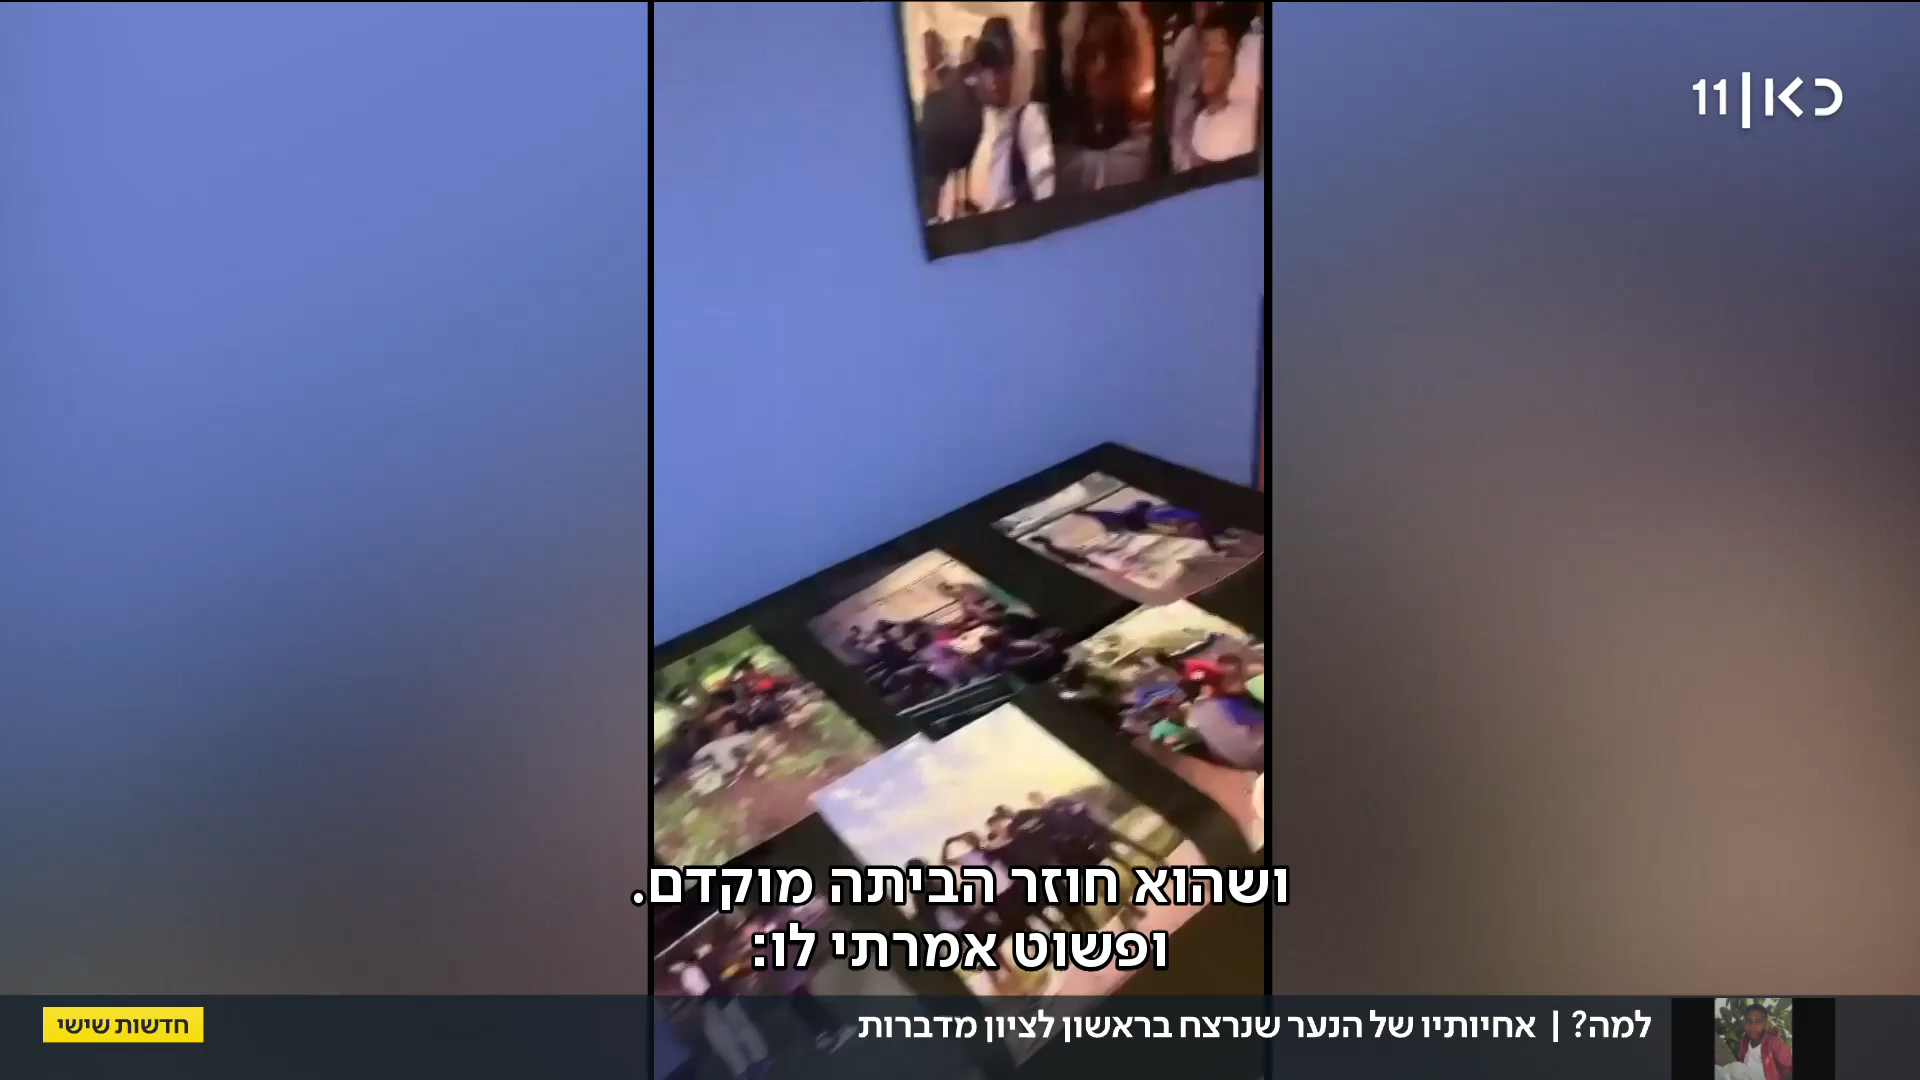 כאן|11
ושהוא חוזר הביתה מוקדם.
ופשוט אמרתי לו:
למה? | אחיותיו של הנער שנרצח בראשון לציון מדברות
חדשות שישי